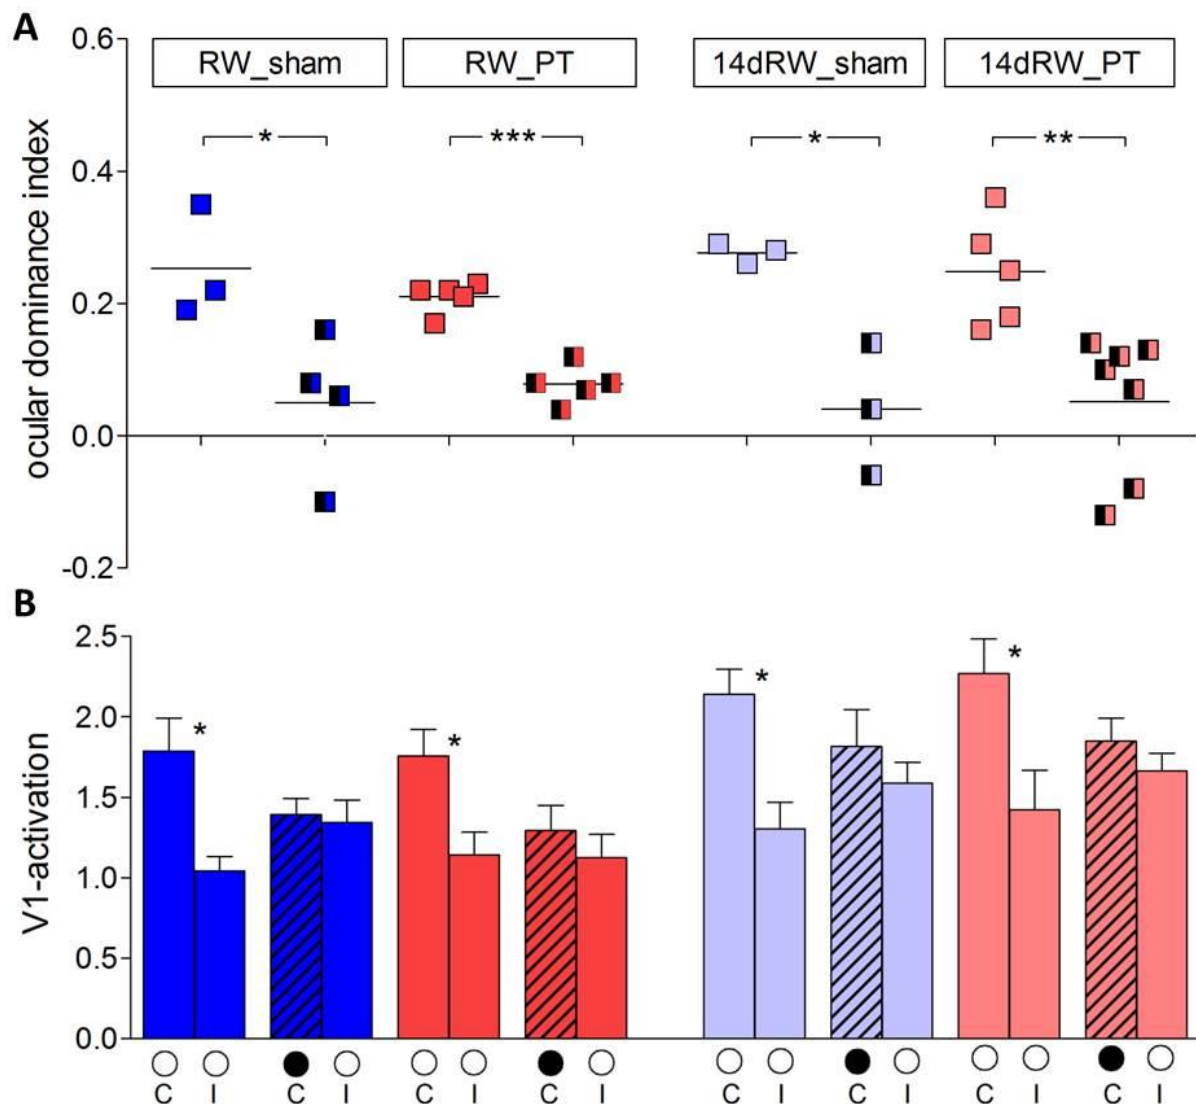 A
0.6
RW_sham RW_PT 14dRW_sham 14dRW_PT
* *** * **
0.4
0.2
0.0
-0.2
ocular dominance index
B
2.5
2.0
1.5
1.0
0.5
0.0
V1-activation
* * * *
C I C I C I C I C I C I C I C I